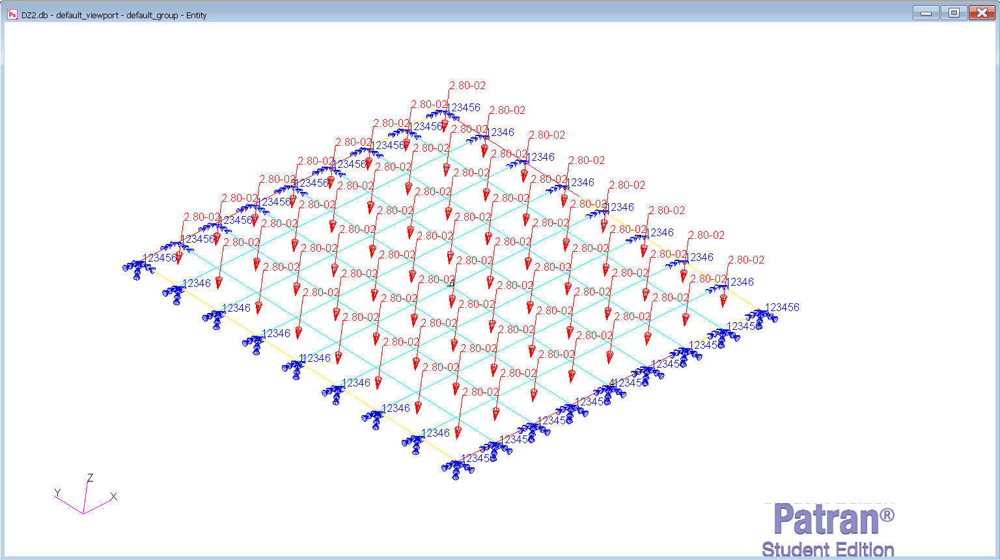 DZ2.db - default_viewport - default_group - Entity
2.80-02
2.80-02 123456 2.80-02
2.80-02 123456 2.80-02 12346 2.80-02
2.80-02 123456 2.80-02 2.80-02 12346 2.80-02
2.80-02 123456 2.80-02 2.80-02 2.80-02 12346 2.80-02
2.80-02 123456 2.80-02 2.80-02 2.80-02 2.80-02 12346 2.80-02
2.80-02 123456 2.80-02 2.80-02 2.80-02 2.80-02 2.80-02 12346 2.80-02
2.80-02 123456 2.80-02 2.80-02 2.80-02 2.80-02 2.80-02 2.80-02 12346 2.80-02
123456 2.80-02 2.80-02 2.80-02 2.80-02 2.80-02 2.80-02 2.80-02 12346
123456 2.80-02 2.80-02 2.80-02 2.80-02 2.80-02 2.80-02 123456
12346 2.80-02 2.80-02 2.80-02 2.80-02 2.80-02 123456
12346 2.80-02 2.80-02 2.80-02 2.80-02 123456
12346 2.80-02 2.80-02 2.80-02 123456
12346 2.80-02 2.80-02 123456
12346 2.80-02 123456
12346 123456
12346 123456
123456
Z
Y
X
Patran®
Student Edition